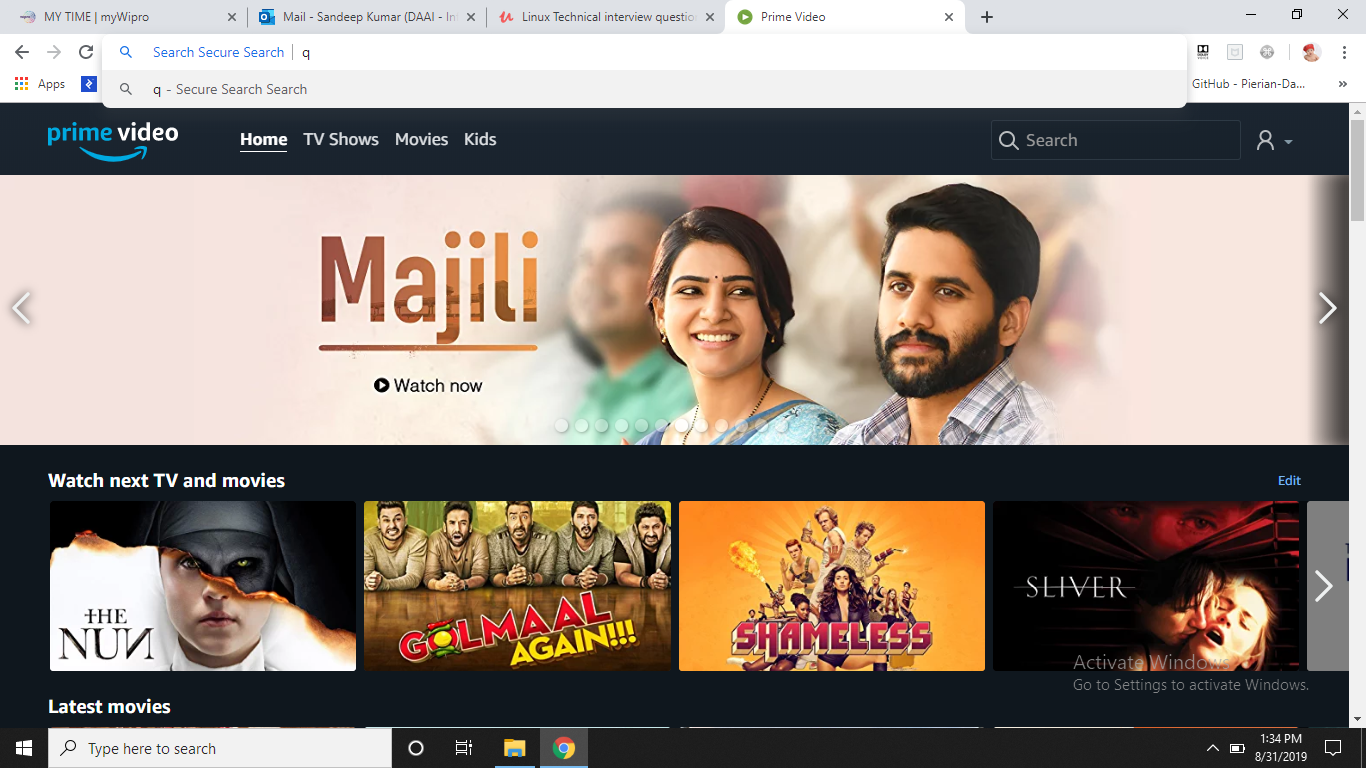 MY TIME | myWipro
Mail - Sandeep Kumar (DAAI - In
Linux Technical interview questio
Prime Video
Search Secure Search
q
q - Secure Search Search
Apps
GitHub - Pierian-Da...
prime video
Home
TV Shows
Movies
Kids
Search
Majili
Watch now
Watch next TV and movies
Edit
THE
NUN
GOLMAAL
AGAIN!!!
SHAMELESS
SLIVER
Activate Windows
Go to Settings to activate Windows.
Latest movies
Type here to search
1:34 PM
8/31/2019